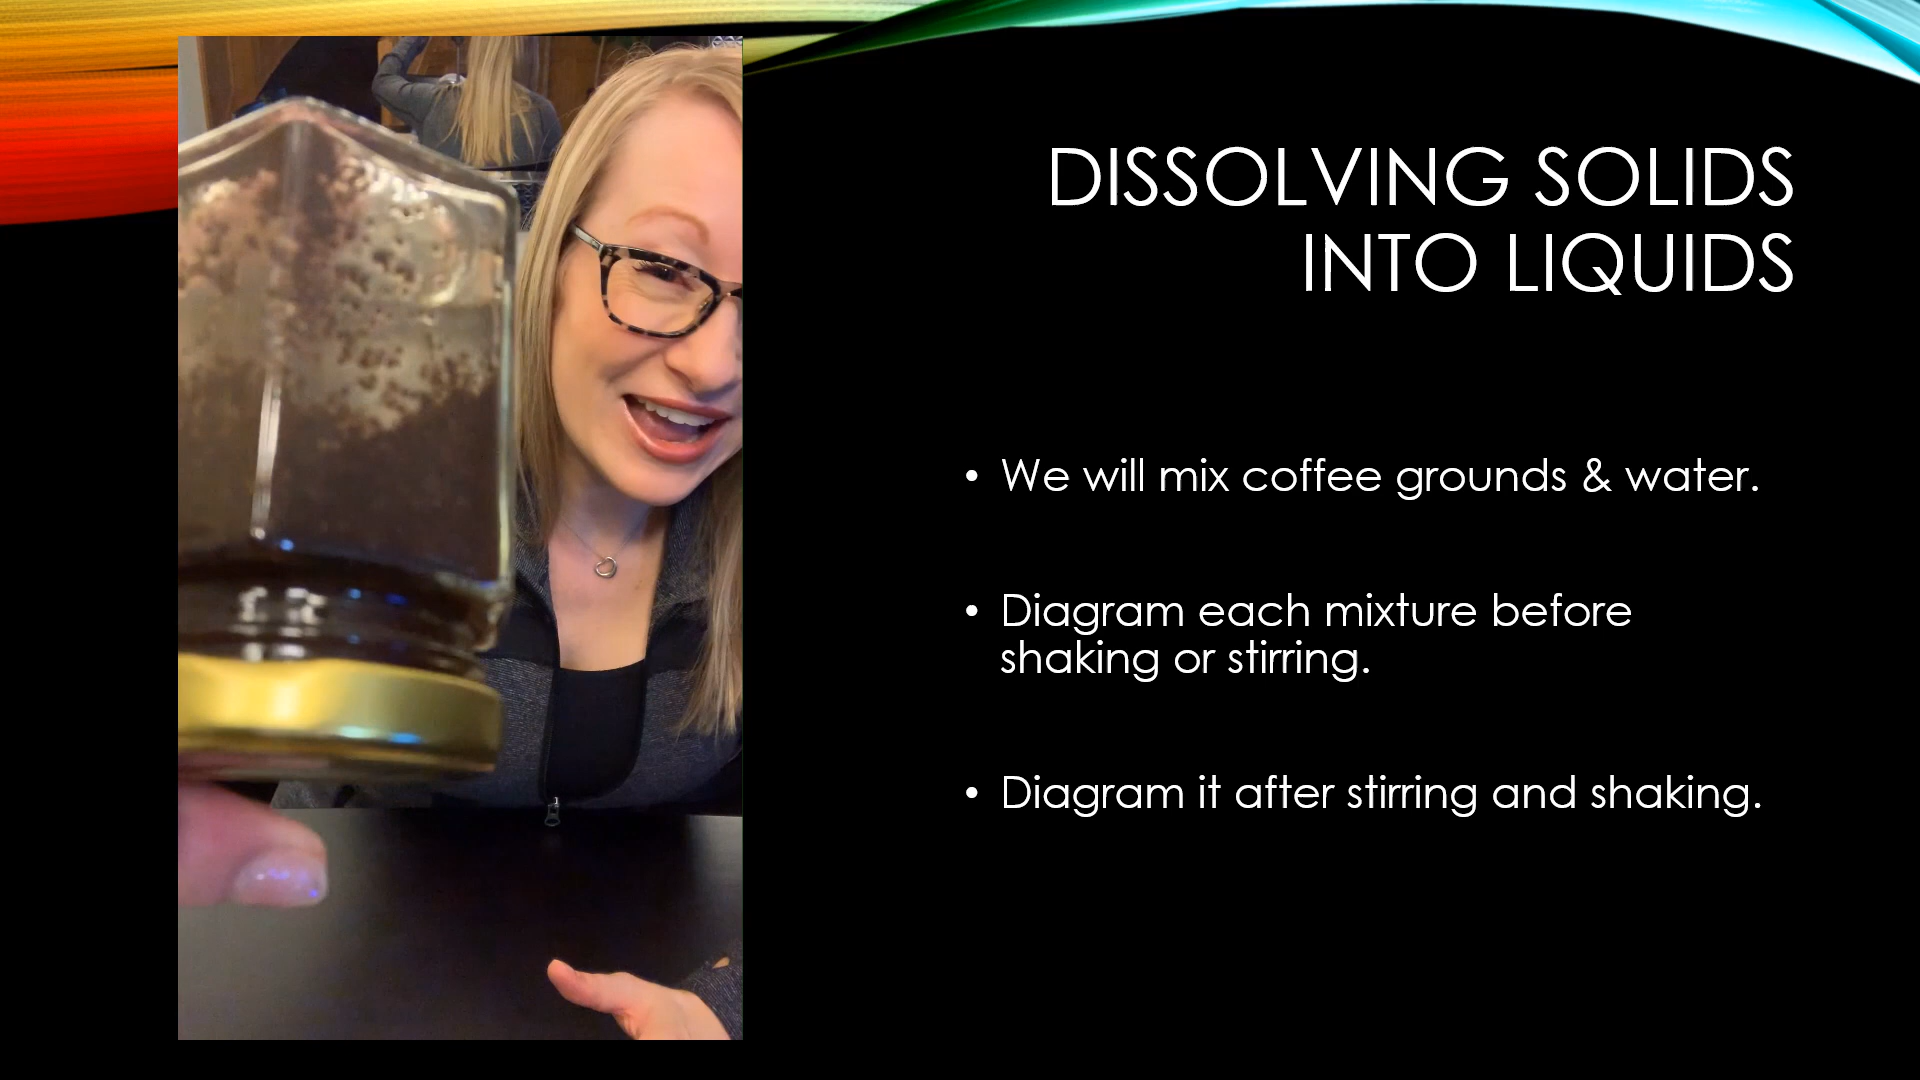 DISSOLVING SOLIDS
INTO LIQUIDS
• We will mix coffee grounds & water.
• Diagram each mixture before
shaking or stirring.
• Diagram it after stirring and shaking.